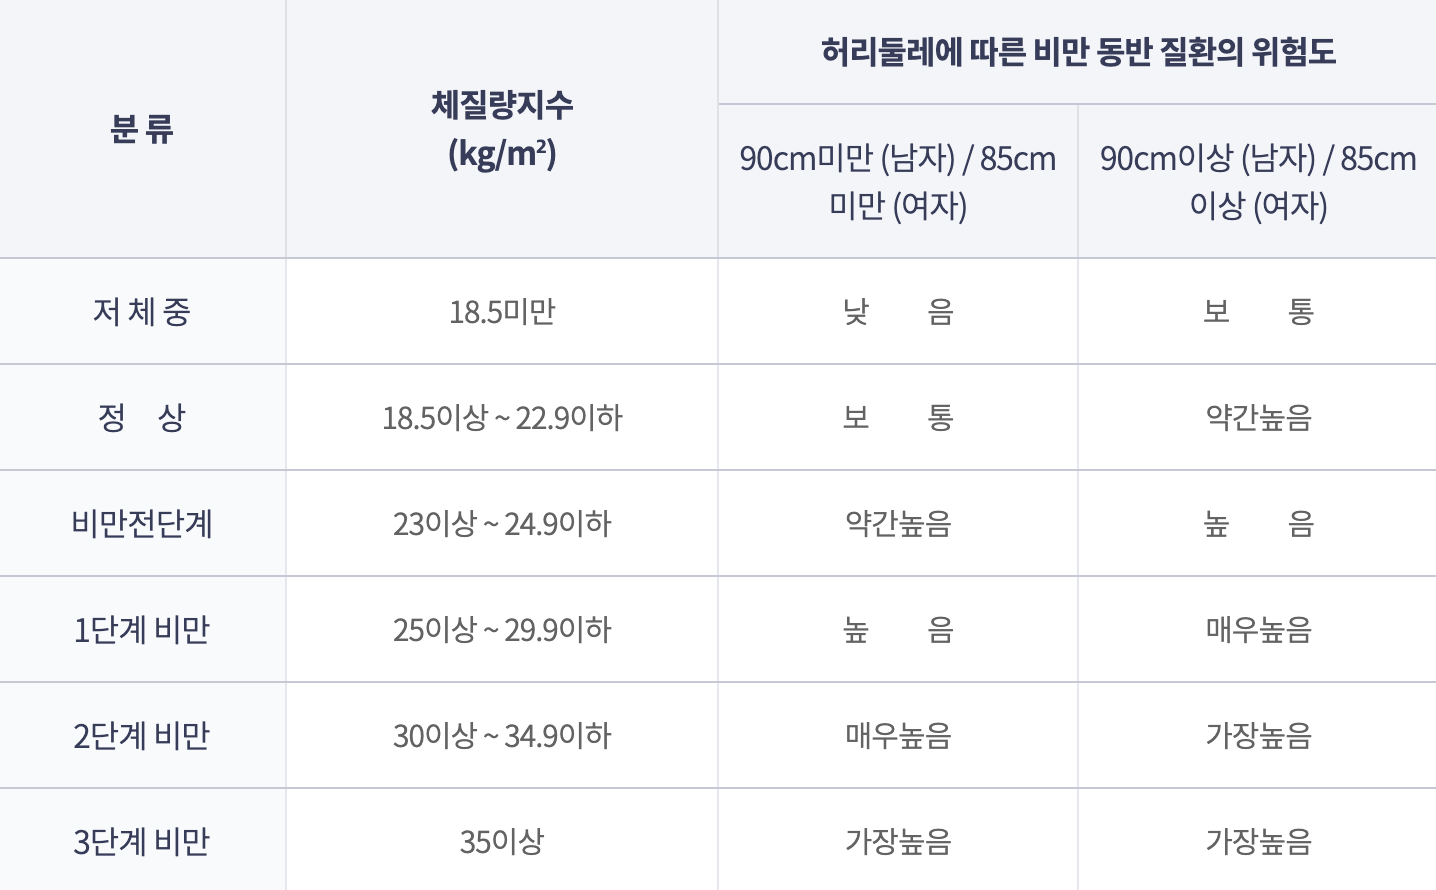 분 류
체질량지수
(kg/m²)
허리둘레에 따른 비만 동반 질환의 위험도
90cm미만 (남자) / 85cm
미만 (여자)
90cm이상 (남자) / 85cm
이상 (여자)
저 체 중 18.5미만 낮 음 보 통
정 상 18.5이상 ~ 22.9이하 보 통 약간높음
비만전단계 23이상 ~ 24.9이하 약간높음 높 음
1단계 비만 25이상 ~ 29.9이하 높 음 매우높음
2단계 비만 30이상 ~ 34.9이하 매우높음 가장높음
3단계 비만 35이상 가장높음 가장높음